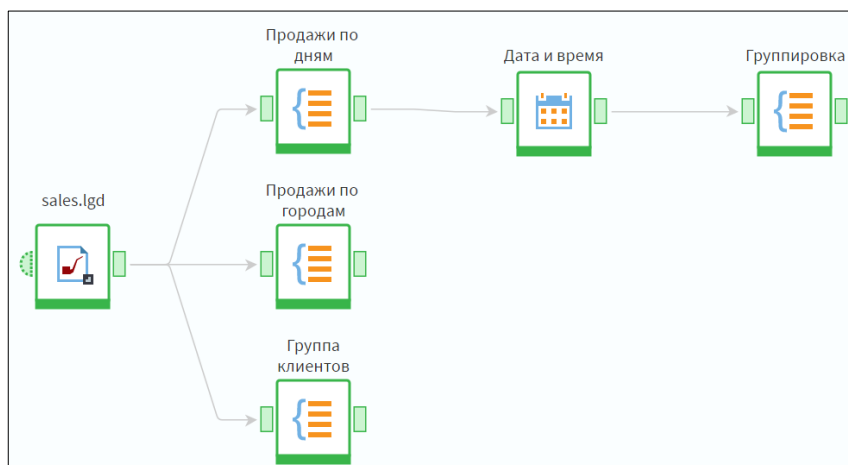 Продажи по
дням
Дата и время
Группировка
sales.lgd
Продажи по
городам
Группа
клиентов